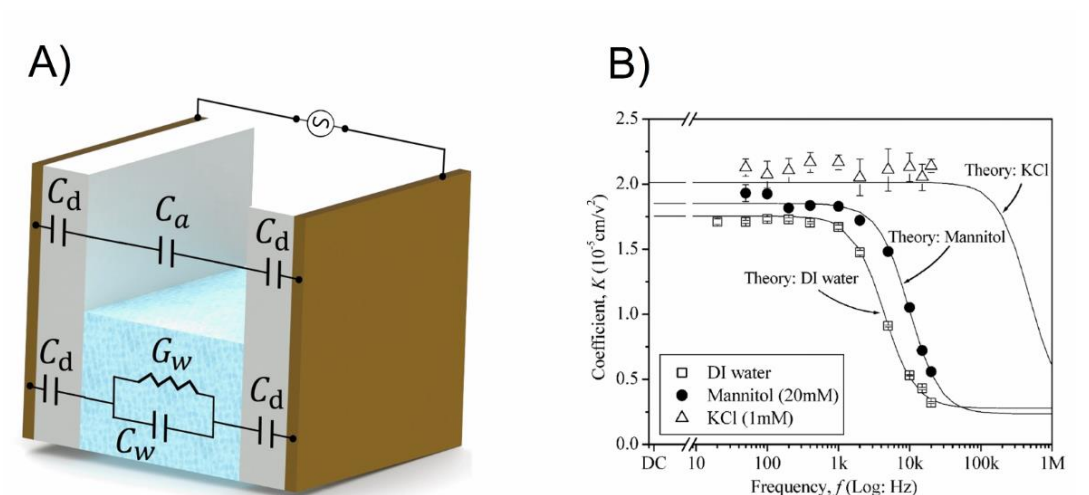 A)
C_d
C_a
C_d
C_d
G_w
C_w
C_d
B)
2.5
2.0
1.5
1.0
0.5
0.0
Coefficient, K (10⁻⁵cm/v²)
Theory: KCl
Theory: Mannitol
Theory: DI water
DI water
Mannitol (20mM)
KCl (1mM)
DC 10 100 1k 10k 100k 1M
Frequency, f (Log: Hz)